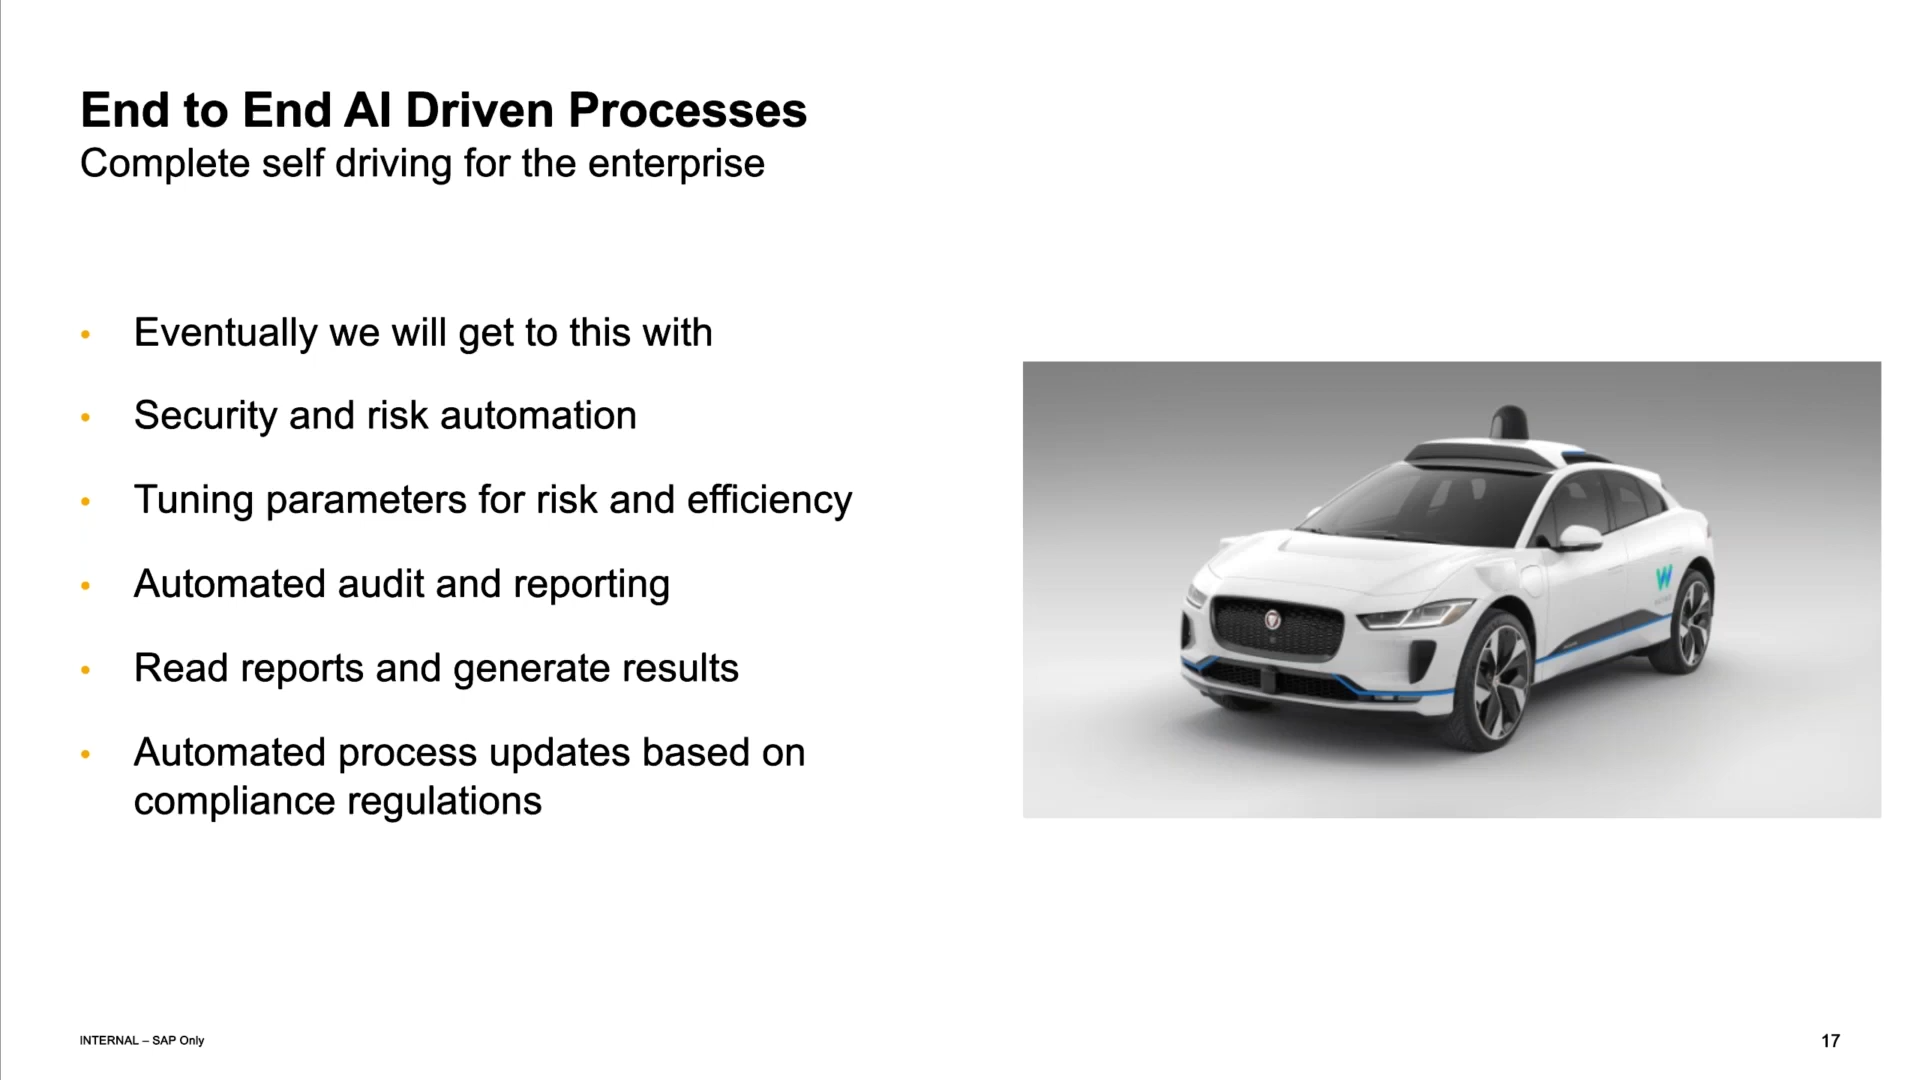 End to End AI Driven Processes
Complete self driving for the enterprise
• Eventually we will get to this with
• Security and risk automation
• Tuning parameters for risk and efficiency
• Automated audit and reporting
• Read reports and generate results
• Automated process updates based on
compliance regulations
INTERNAL – SAP Only
17